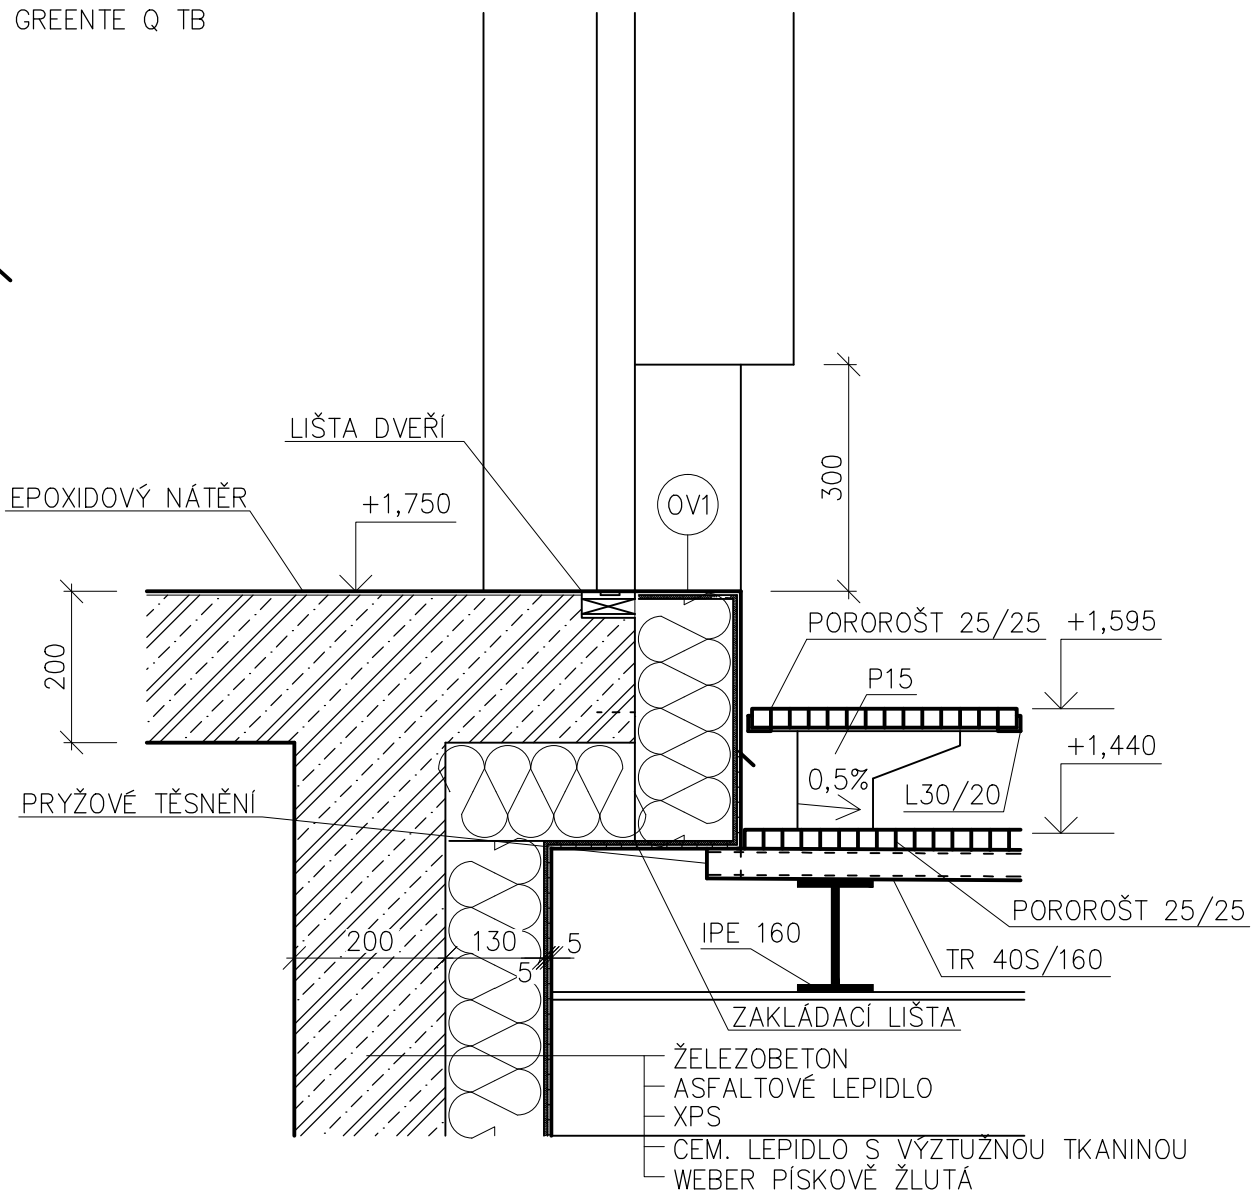 GREENTE Q TB
LIŠTA DVEŘÍ
EPOXIDOVÝ NÁTĚR
+1,750
OV1
300
200
POROROŠT 25/25
+1,595
P15
+1,440
0,5%
L30/20
PRYŽOVÉ TĚSNĚNÍ
POROROŠT 25/25
IPE 160
TR 40S/160
200
130
5
5
ZAKLÁDACÍ LIŠTA
ŽELEZOBETON
ASFALTOVÉ LEPIDLO
XPS
CEM. LEPIDLO S VÝZTUŽNOU TKANINOU
WEBER PÍSKOVĚ ŽLUTÁ